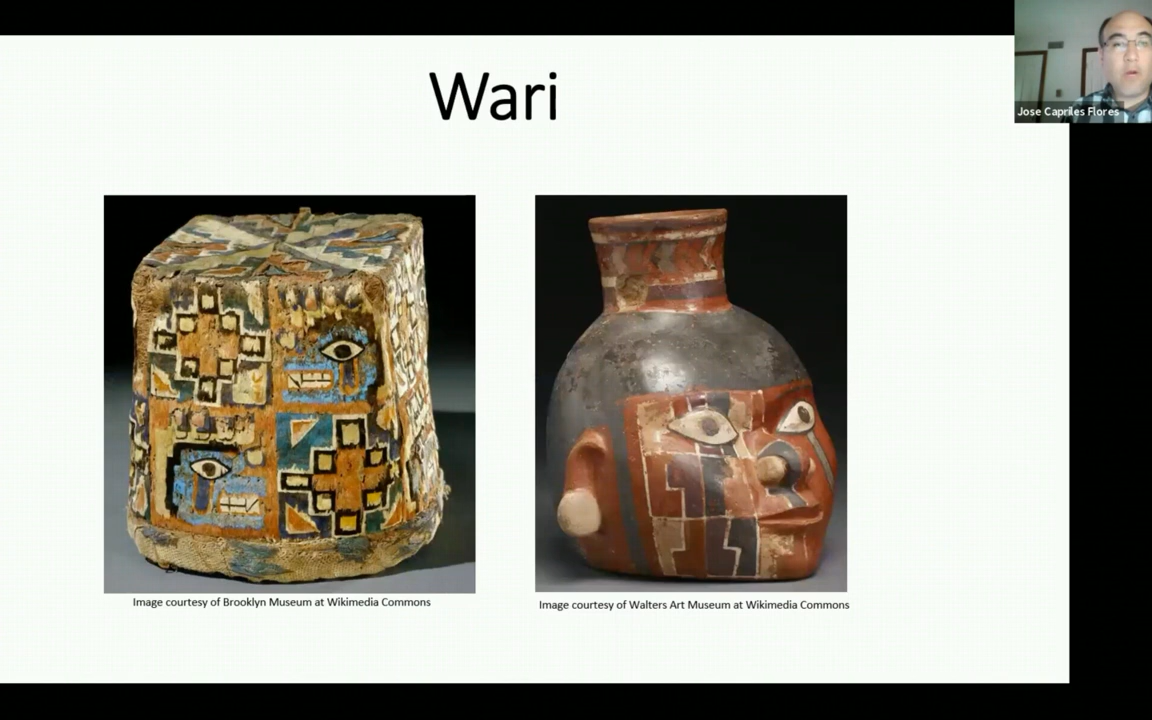 Wari
Jose Capriles Flores
Image courtesy of Brooklyn Museum at Wikimedia Commons
Image courtesy of Walters Art Museum at Wikimedia Commons